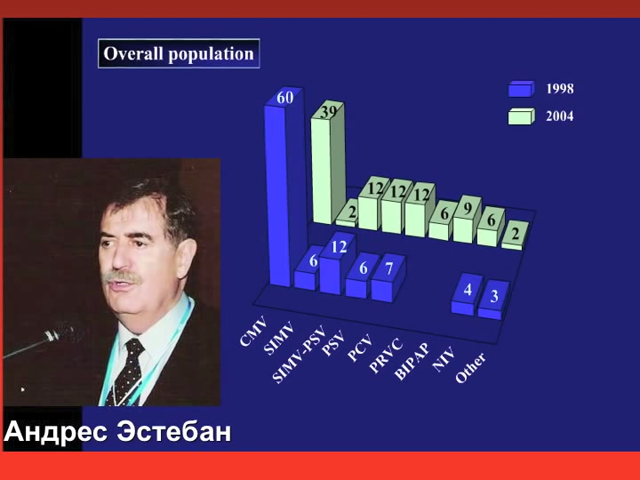 Overall population
1998
2004
60
39
2
12
12
12
6
9
6
2
6
12
6
7
4
3
CMV
SIMV
SIMV-PSV
PSV
PCV
PRVC
BIPAP
NIV
Other
Андрес Эстебан